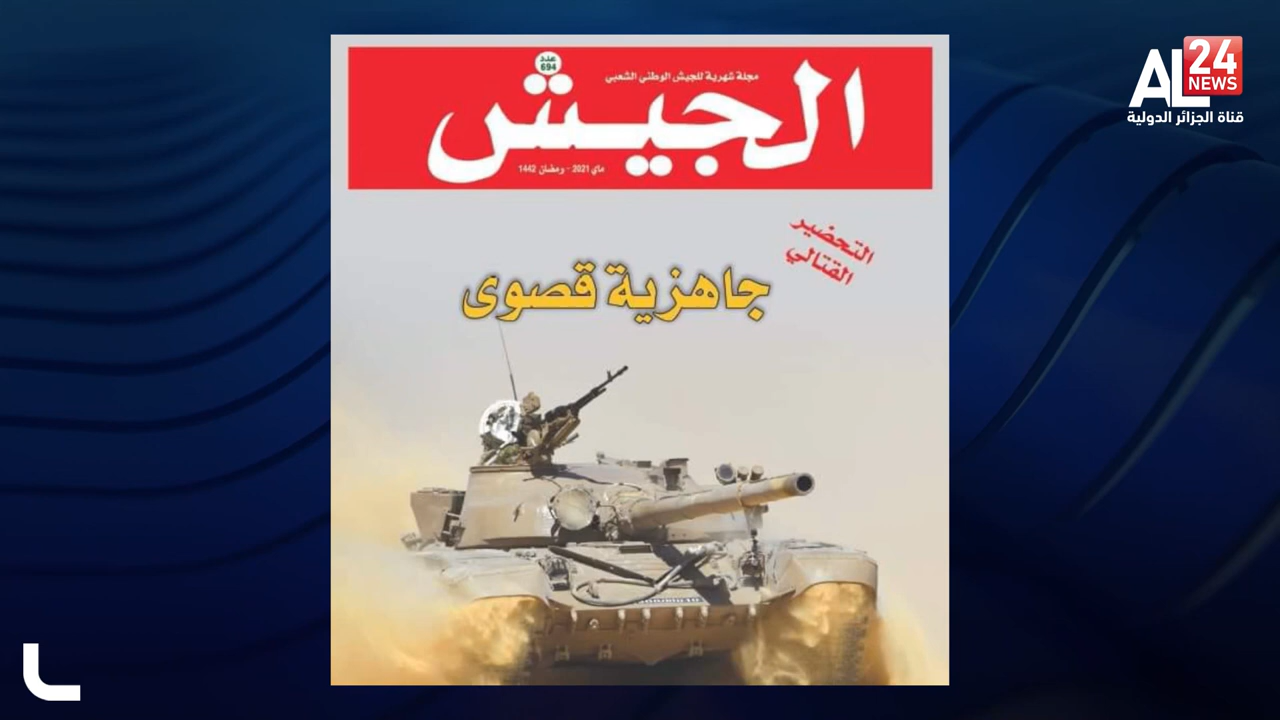 عدد
694
مجلة شهرية للجيش الوطني الشعبي
الجيش
ماي 2021 - رمضان 1442
التحضير
القتالي
جاهزية قصوى
AL
24
NEWS
قناة الجزائر الدولية